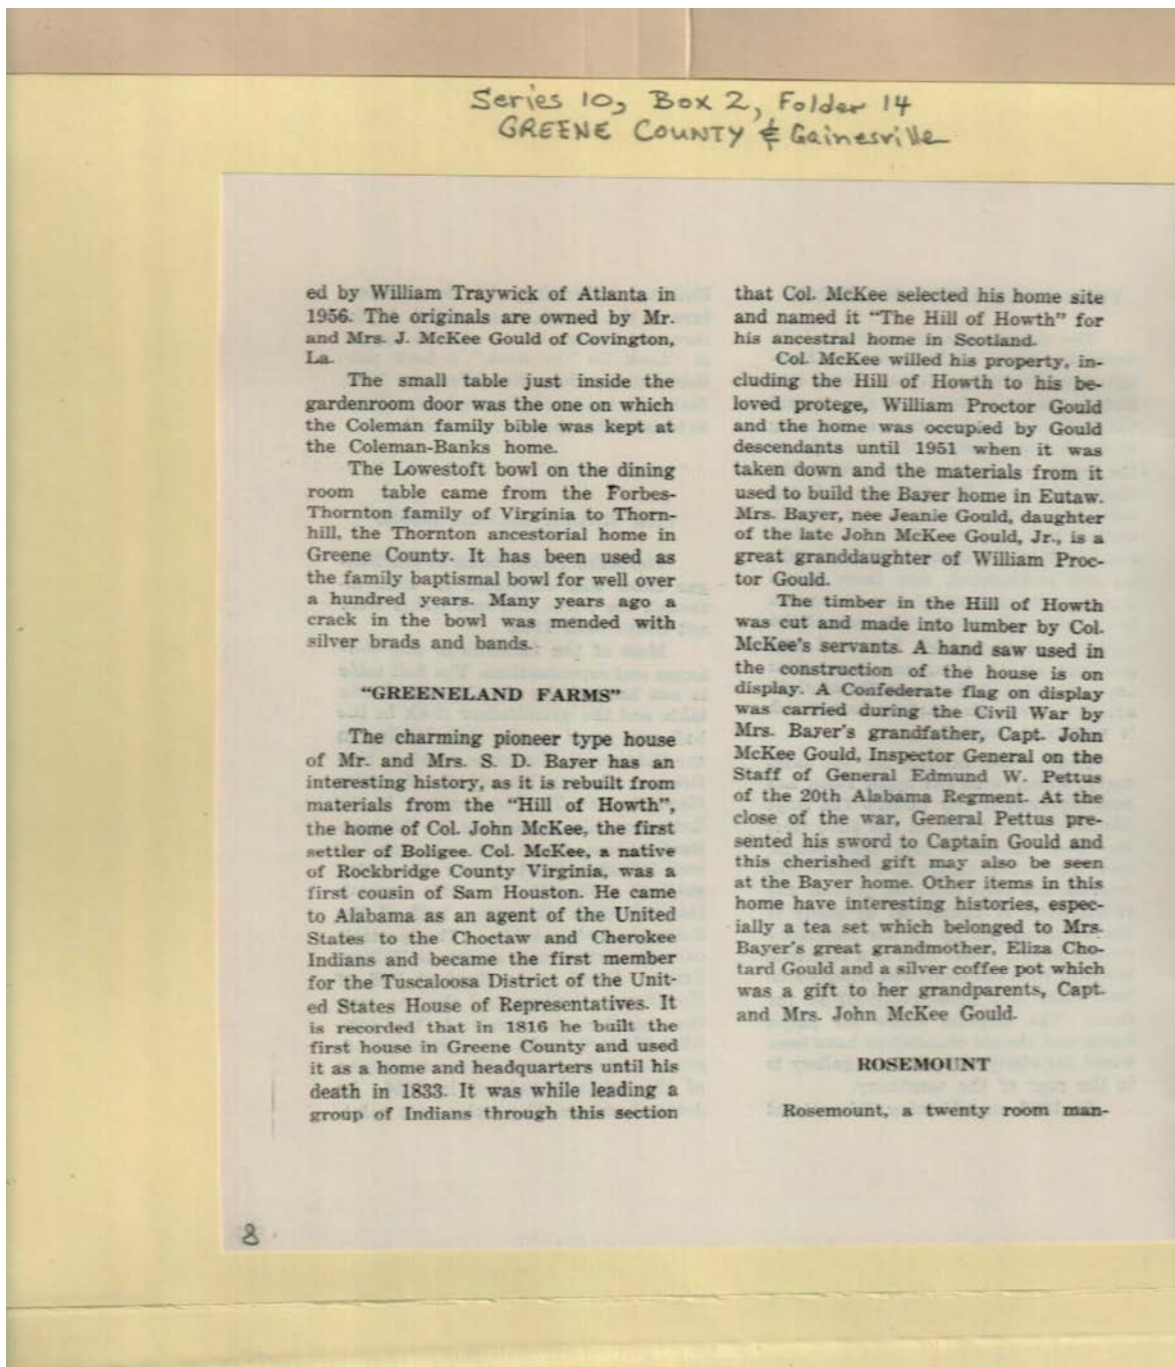 Series 10, Box 2, Folder 14
GREENE COUNTY & Gainesville
ed by William Traywick of Atlanta in
1956. The originals are owned by Mr.
and Mrs. J. McKee Gould of Covington,
La.
The small table just inside the
gardenroom door was the one on which
the Coleman family bible was kept at
the Coleman-Banks home.
The Lowestoft bowl on the dining
room table came from the Forbes-
Thornton family of Virginia to Thorn-
hill, the Thornton ancestorial home in
Greene County. It has been used as
the family baptismal bowl for well over
a hundred years. Many years ago a
crack in the bowl was mended with
silver brads and bands.
"GREENELAND FARMS"
The charming pioneer type house
of Mr. and Mrs. S. D. Bayer has an
interesting history, as it is rebuilt from
materials from the "Hill of Howth",
the home of Col. John McKee, the first
settler of Boligee. Col. McKee, a native
of Rockbridge County Virginia, was a
first cousin of Sam Houston. He came
to Alabama as an agent of the United
States to the Choctaw and Cherokee
Indians and became the first member
for the Tuscaloosa District of the Unit-
ed States House of Representatives. It
is recorded that in 1816 he built the
first house in Greene County and used
it as a home and headquarters until his
death in 1833. It was while leading a
group of Indians through this section
that Col. McKee selected his home site
and named it "The Hill of Howth" for
his ancestral home in Scotland.
Col. McKee willed his property, in-
cluding the Hill of Howth to his be-
loved protege, William Proctor Gould
and the home was occupied by Gould
descendants until 1951 when it was
taken down and the materials from it
used to build the Bayer home in Eutaw.
Mrs. Bayer, nee Jeanie Gould, daughter
of the late John McKee Gould, Jr., is a
great granddaughter of William Proc-
tor Gould.
The timber in the Hill of Howth
was cut and made into lumber by Col.
McKee's servants. A hand saw used in
the construction of the house is on
display. A Confederate flag on display
was carried during the Civil War by
Mrs. Bayer's grandfather, Capt. John
McKee Gould, Inspector General on the
Staff of General Edmund W. Pettus
of the 20th Alabama Regment. At the
close of the war, General Pettus pre-
sented his sword to Captain Gould and
this cherished gift may also be seen
at the Bayer home. Other items in this
home have interesting histories, espec-
ially a tea set which belonged to Mrs.
Bayer's great grandmother, Eliza Cho-
tard Gould and a silver coffee pot which
was a gift to her grandparents, Capt.
and Mrs. John McKee Gould.
ROSEMOUNT
Rosemount, a twenty room man-
8